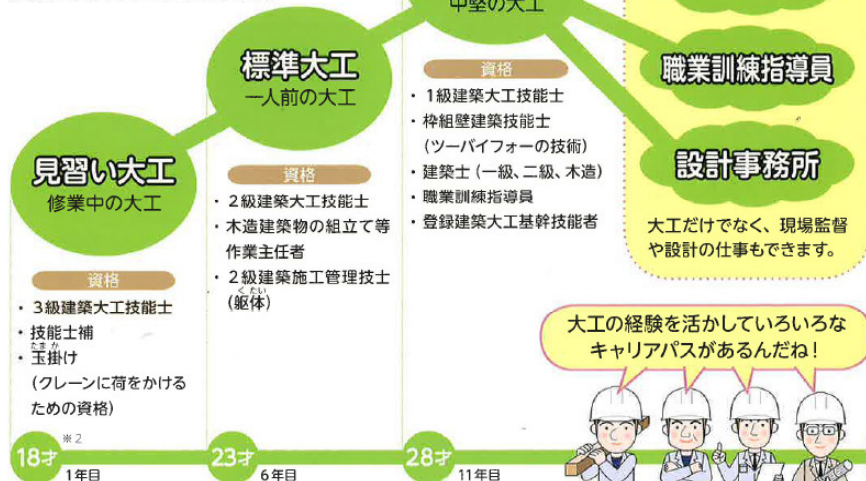 見習い大工
修業中の大工
資格
・3級建築大工技能士
・技能士補
たまか
・玉掛け
(クレーンに荷をかける
ための資格)
※2
18才
1年目
標準大工
一人前の大工
資格
・2級建築大工技能士
・木造建築物の組立て等
作業主任者
・2級建築施工管理技士
くたい
(躯体)
23才
6年目
中堅の大工
資格
・1級建築大工技能士
・枠組壁建築技能士
(ツーバイフォーの技術)
・建築士(一級、二級、木造)
・職業訓練指導員
・登録建築大工基幹技能者
28才
11年目
職業訓練指導員
設計事務所
大工だけでなく、現場監督
や設計の仕事もできます。
大工の経験を活かしていろいろな
キャリアパスがあるんだね!